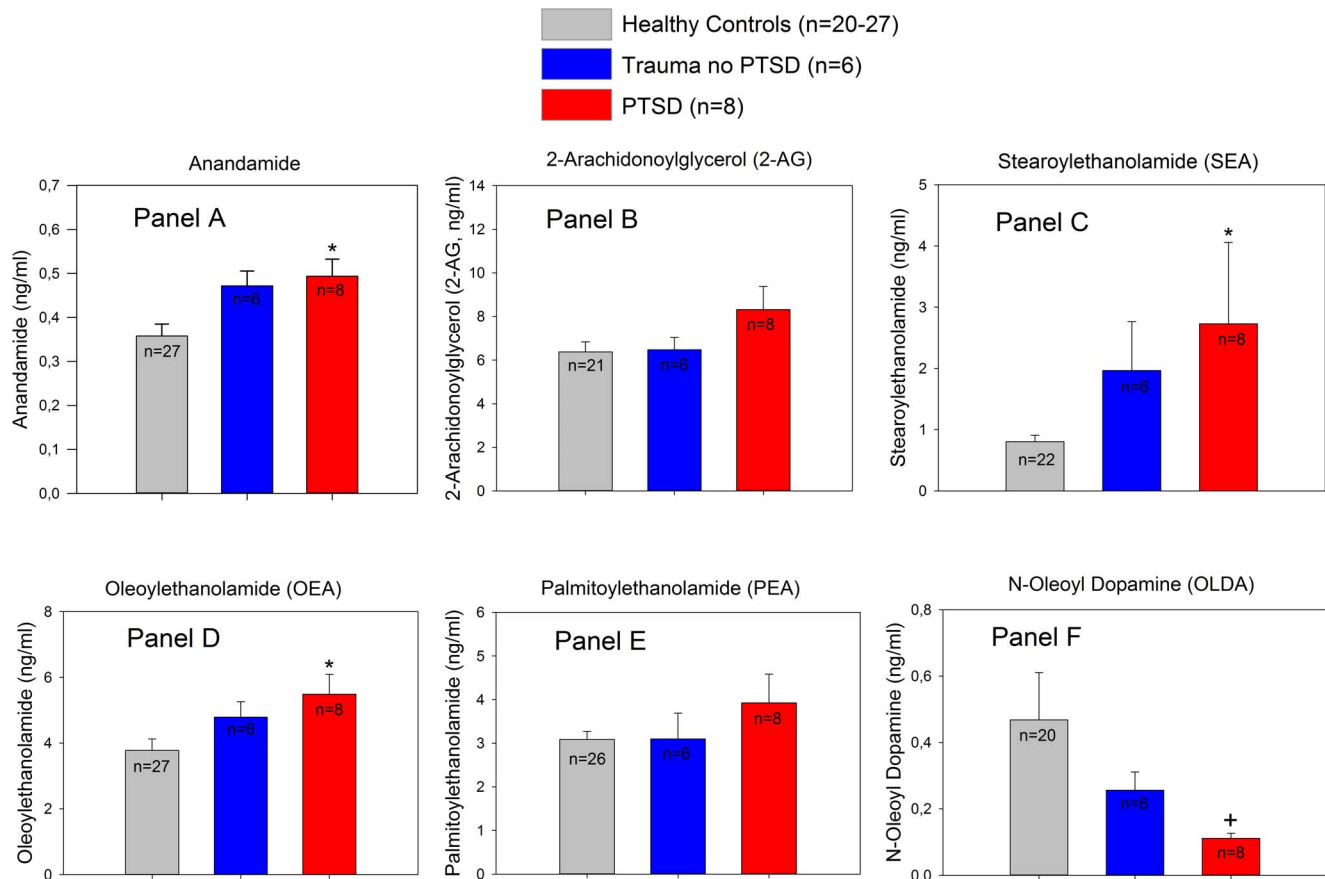 Healthy Controls (n=20-27)
Trauma no PTSD (n=6)
PTSD (n=8)
Anandamide
Panel A
Anandamide (ng/ml)
0,7
0,6
0,5
0,4
0,3
0,2
0,1
0,0
n=27
n=6
*
n=8
2-Arachidonoylglycerol (2-AG)
Panel B
2-Arachidonoylglycerol (2-AG, ng/ml)
14
12
10
8
6
4
2
0
n=21
n=6
n=8
Stearoylethanolamide (SEA)
Panel C
Stearoylethanolamide (ng/ml)
5
4
3
2
1
0
n=22
n=6
*
n=8
Oleoylethanolamide (OEA)
Panel D
Oleoylethanolamide (ng/ml)
8
6
4
2
0
n=27
n=6
*
n=8
Palmitoylethanolamide (PEA)
Panel E
Palmitoylethanolamide (ng/ml)
6
5
4
3
2
1
0
n=26
n=6
n=8
N-Oleoyl Dopamine (OLDA)
Panel F
N-Oleoyl Dopamine (ng/ml)
0,8
0,6
0,4
0,2
0,0
n=20
n=6
+
n=8